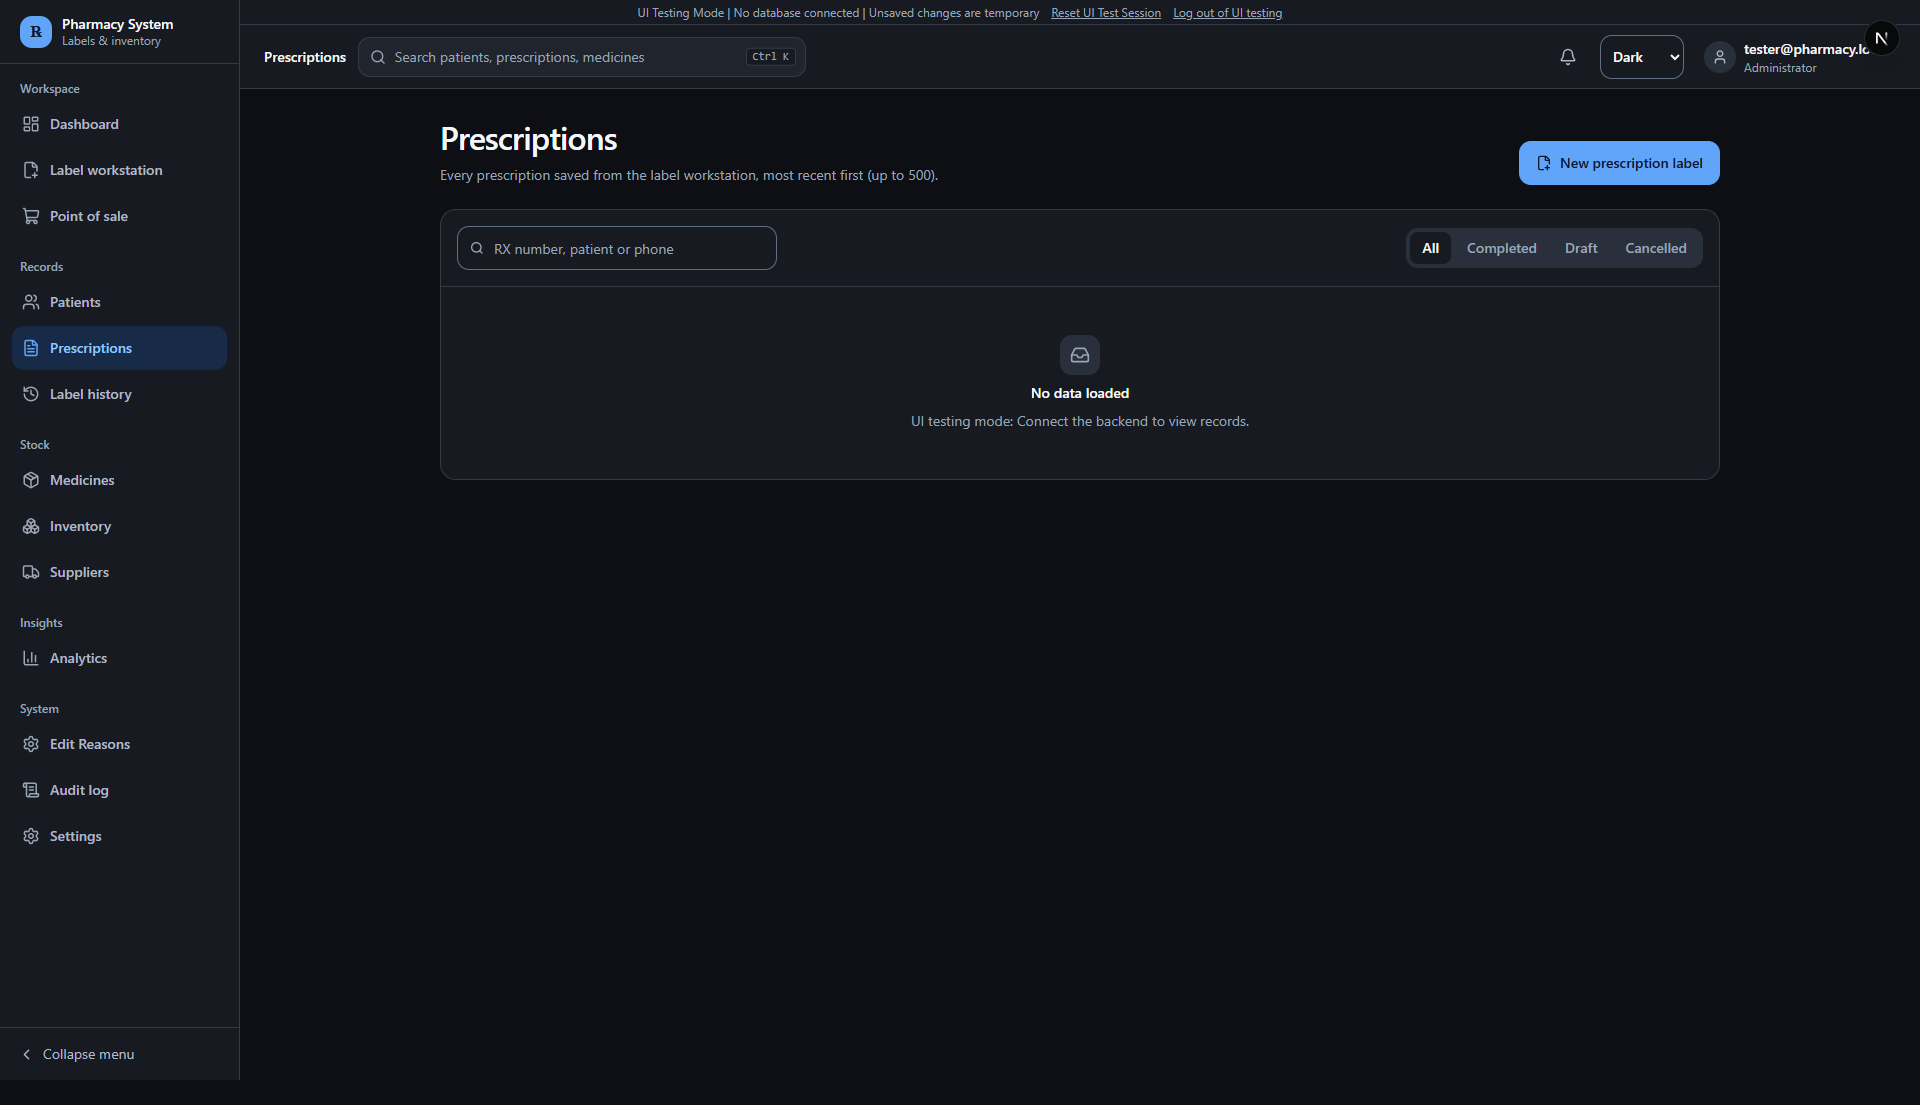 UI Testing Mode | No database connected | Unsaved changes are temporary Reset UI Test Session Log out of UI testing
Pharmacy System
Labels & inventory
Workspace
Dashboard
Label workstation
Point of sale
Records
Patients
Prescriptions
Label history
Stock
Medicines
Inventory
Suppliers
Insights
Analytics
System
Edit Reasons
Audit log
Settings
Collapse menu
Prescriptions
Search patients, prescriptions, medicines
Ctrl K
Dark
tester@pharmacy.lo
Administrator
N
Prescriptions
Every prescription saved from the label workstation, most recent first (up to 500).
New prescription label
RX number, patient or phone
All Completed Draft Cancelled
No data loaded
UI testing mode: Connect the backend to view records.